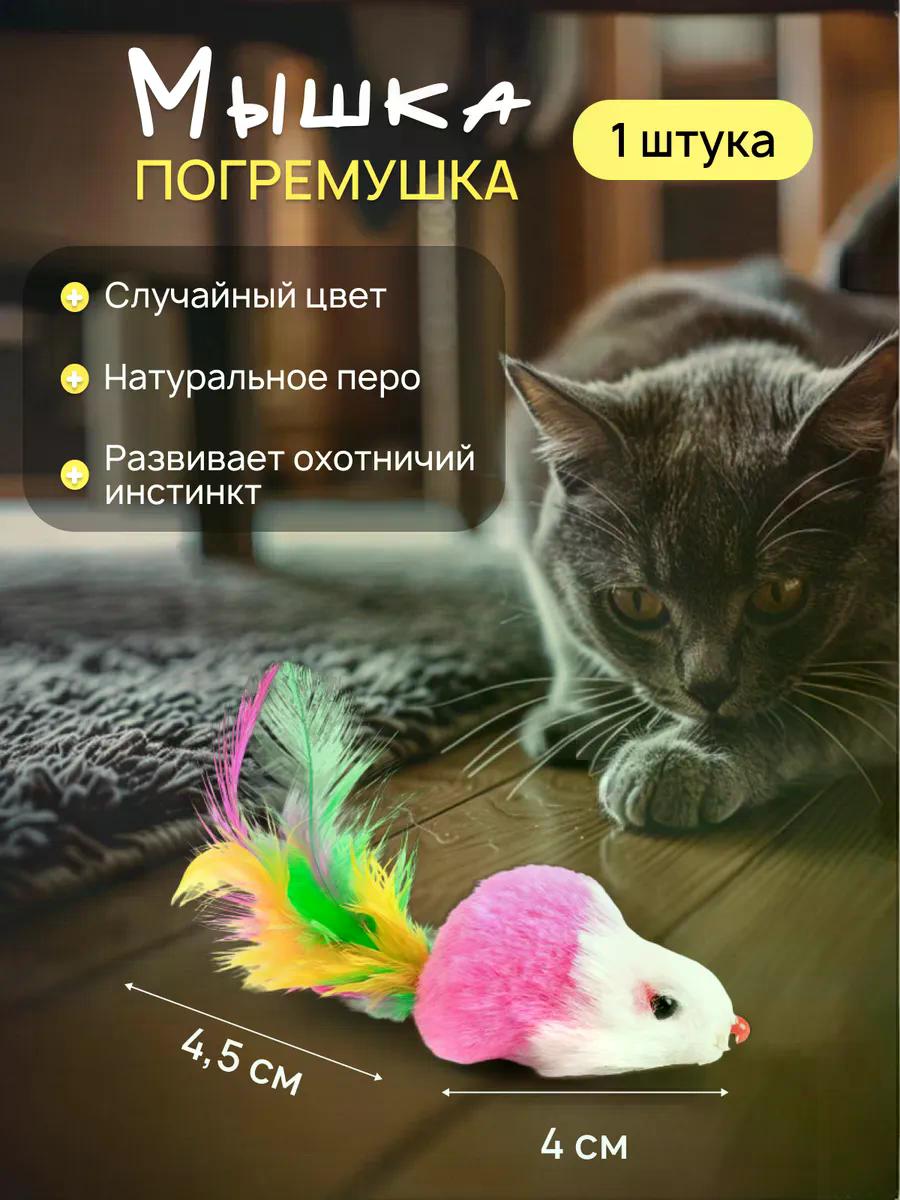 Мышка
ПОГРЕМУШКА
1 штука
Случайный цвет
Натуральное перо
Развивает охотничий
инстинкт
4,5 см
4 см